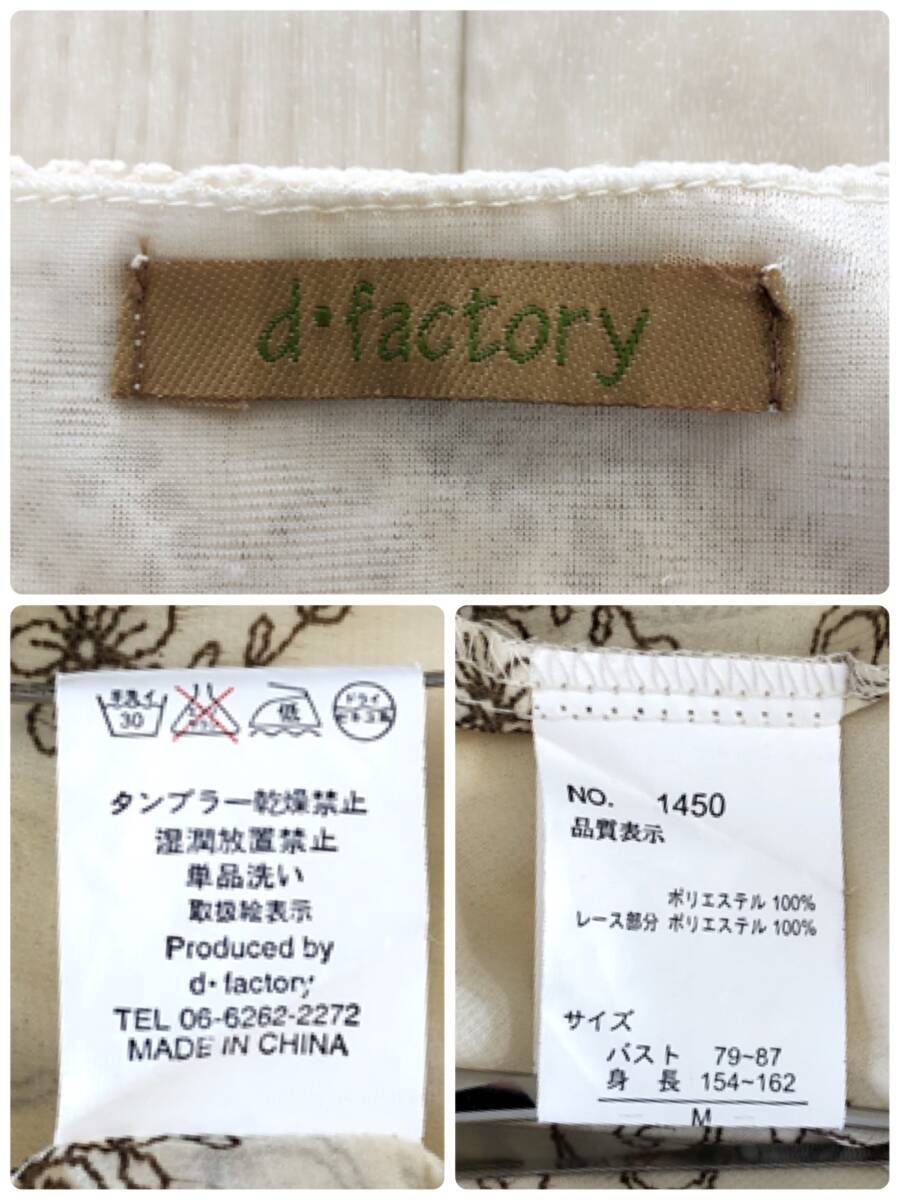 d・factory
手洗イ
30
低
ドライ
セキユ系
タンブラー乾燥禁止
湿潤放置禁止
単品洗い
取扱絵表示
Produced by
d・factory
TEL 06-6262-2272
MADE IN CHINA
NO. 1450
品質表示
ポリエステル 100%
レース部分 ポリエステル 100%
サイズ
バスト 79~87
身長 154~162
M